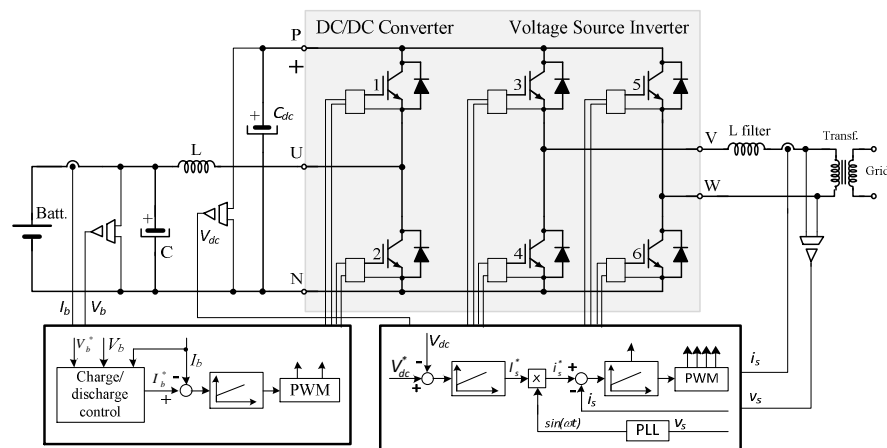 DC/DC Converter
Voltage Source Inverter
P
+
1
3
5
+
C_dc
V
L filter
Transf.
L
U
W
Grid
Batt.
+
C
V_dc
2
4
6
N
I_b
V_b
V_b^*
V_b
I_b
Charge/
discharge
control
I_b^*
-
+
PWM
V_dc
V_dc^*
-
+
I_s^*
x
i_s^*
+
-
PWM
i_s
i_s
sin(ωt)
PLL
v_s
v_s